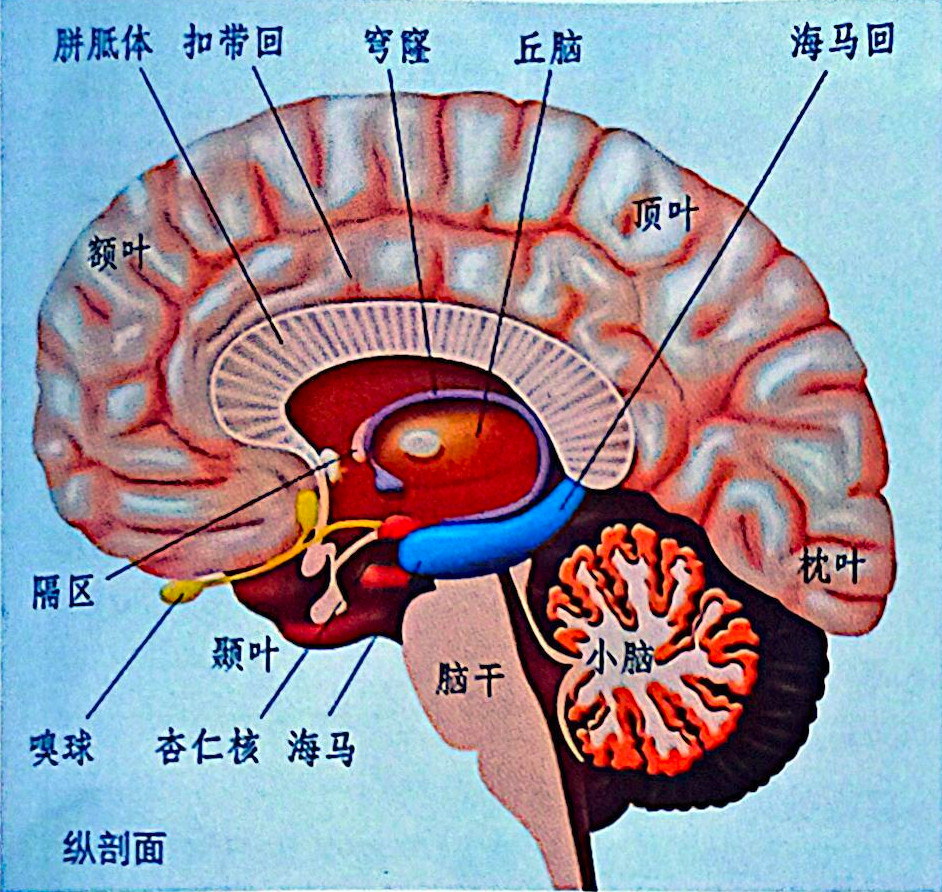 胼胝体 扣带回 穹窿 丘脑 海马回
顶叶
额叶
枕叶
隔区
颞叶
小脑
脑干
嗅球 杏仁核 海马
纵剖面